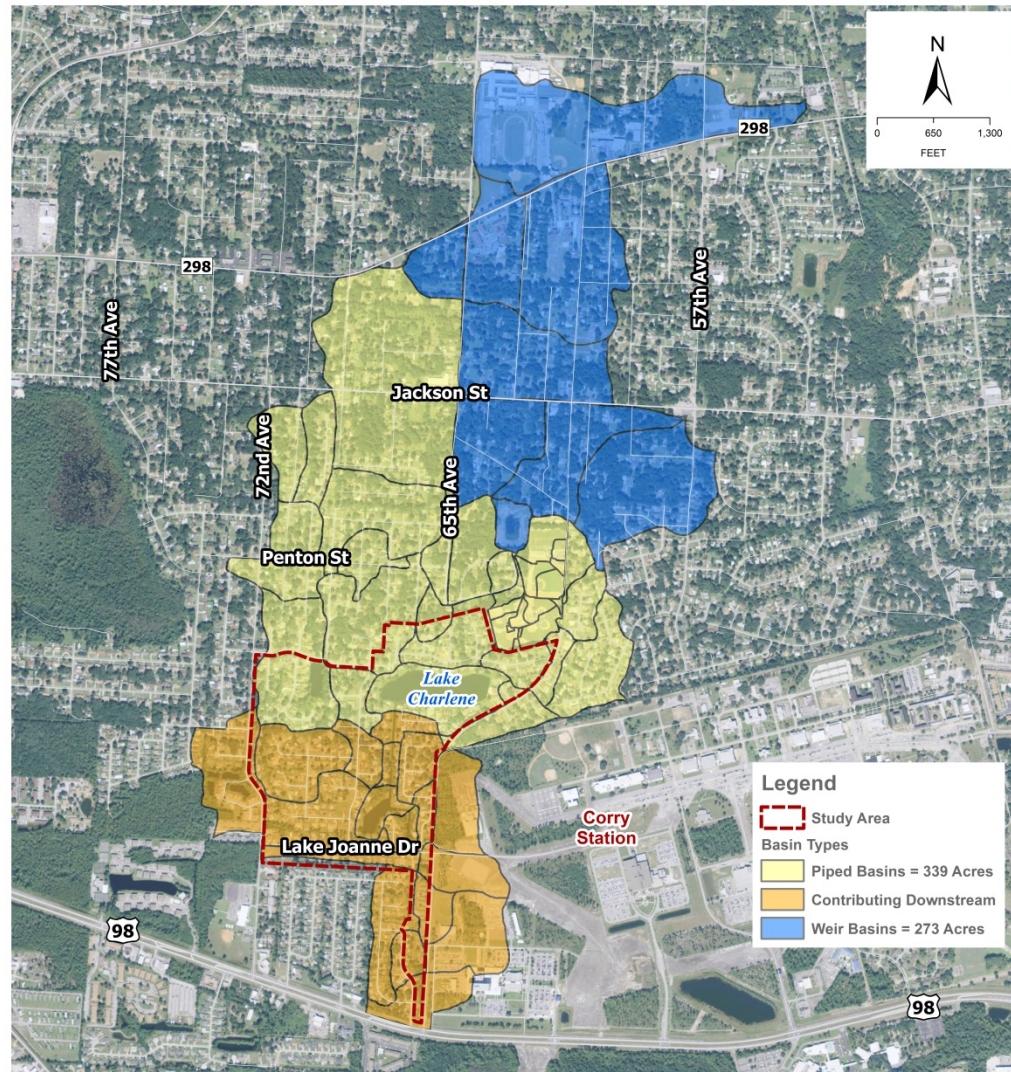 N
0 650 1,300
FEET
298
298
77th Ave
57th Ave
Jackson St
72nd Ave
65th Ave
Penton St
Lake
Charlene
Legend
Study Area
Basin Types
Piped Basins = 339 Acres
Contributing Downstream
Weir Basins = 273 Acres
Corry
Station
Lake Joanne Dr
98
98